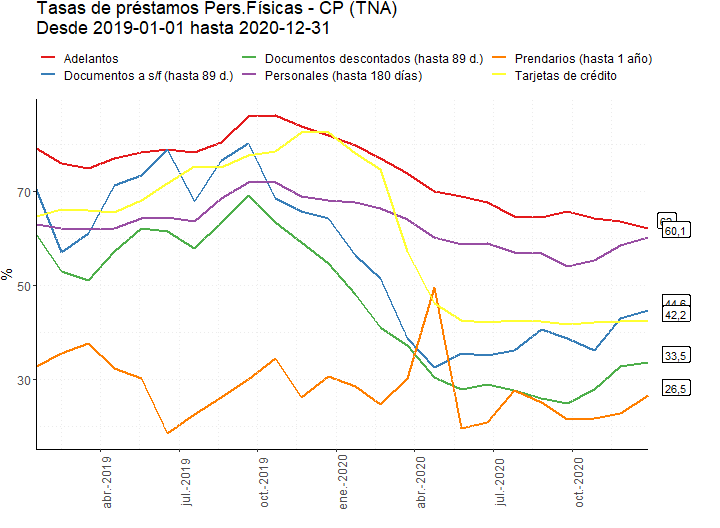 Tasas de préstamos Pers.Físicas - CP (TNA)
Desde 2019-01-01 hasta 2020-12-31
Adelantos
Documentos descontados (hasta 89 d.)
Prendarios (hasta 1 año)
Documentos a s/f (hasta 89 d.)
Personales (hasta 180 días)
Tarjetas de crédito
%
70
50
30
60,1
44,6
42,2
33,5
26,5
abr.-2019
jul.-2019
oct.-2019
ene.-2020
abr.-2020
jul.-2020
oct.-2020